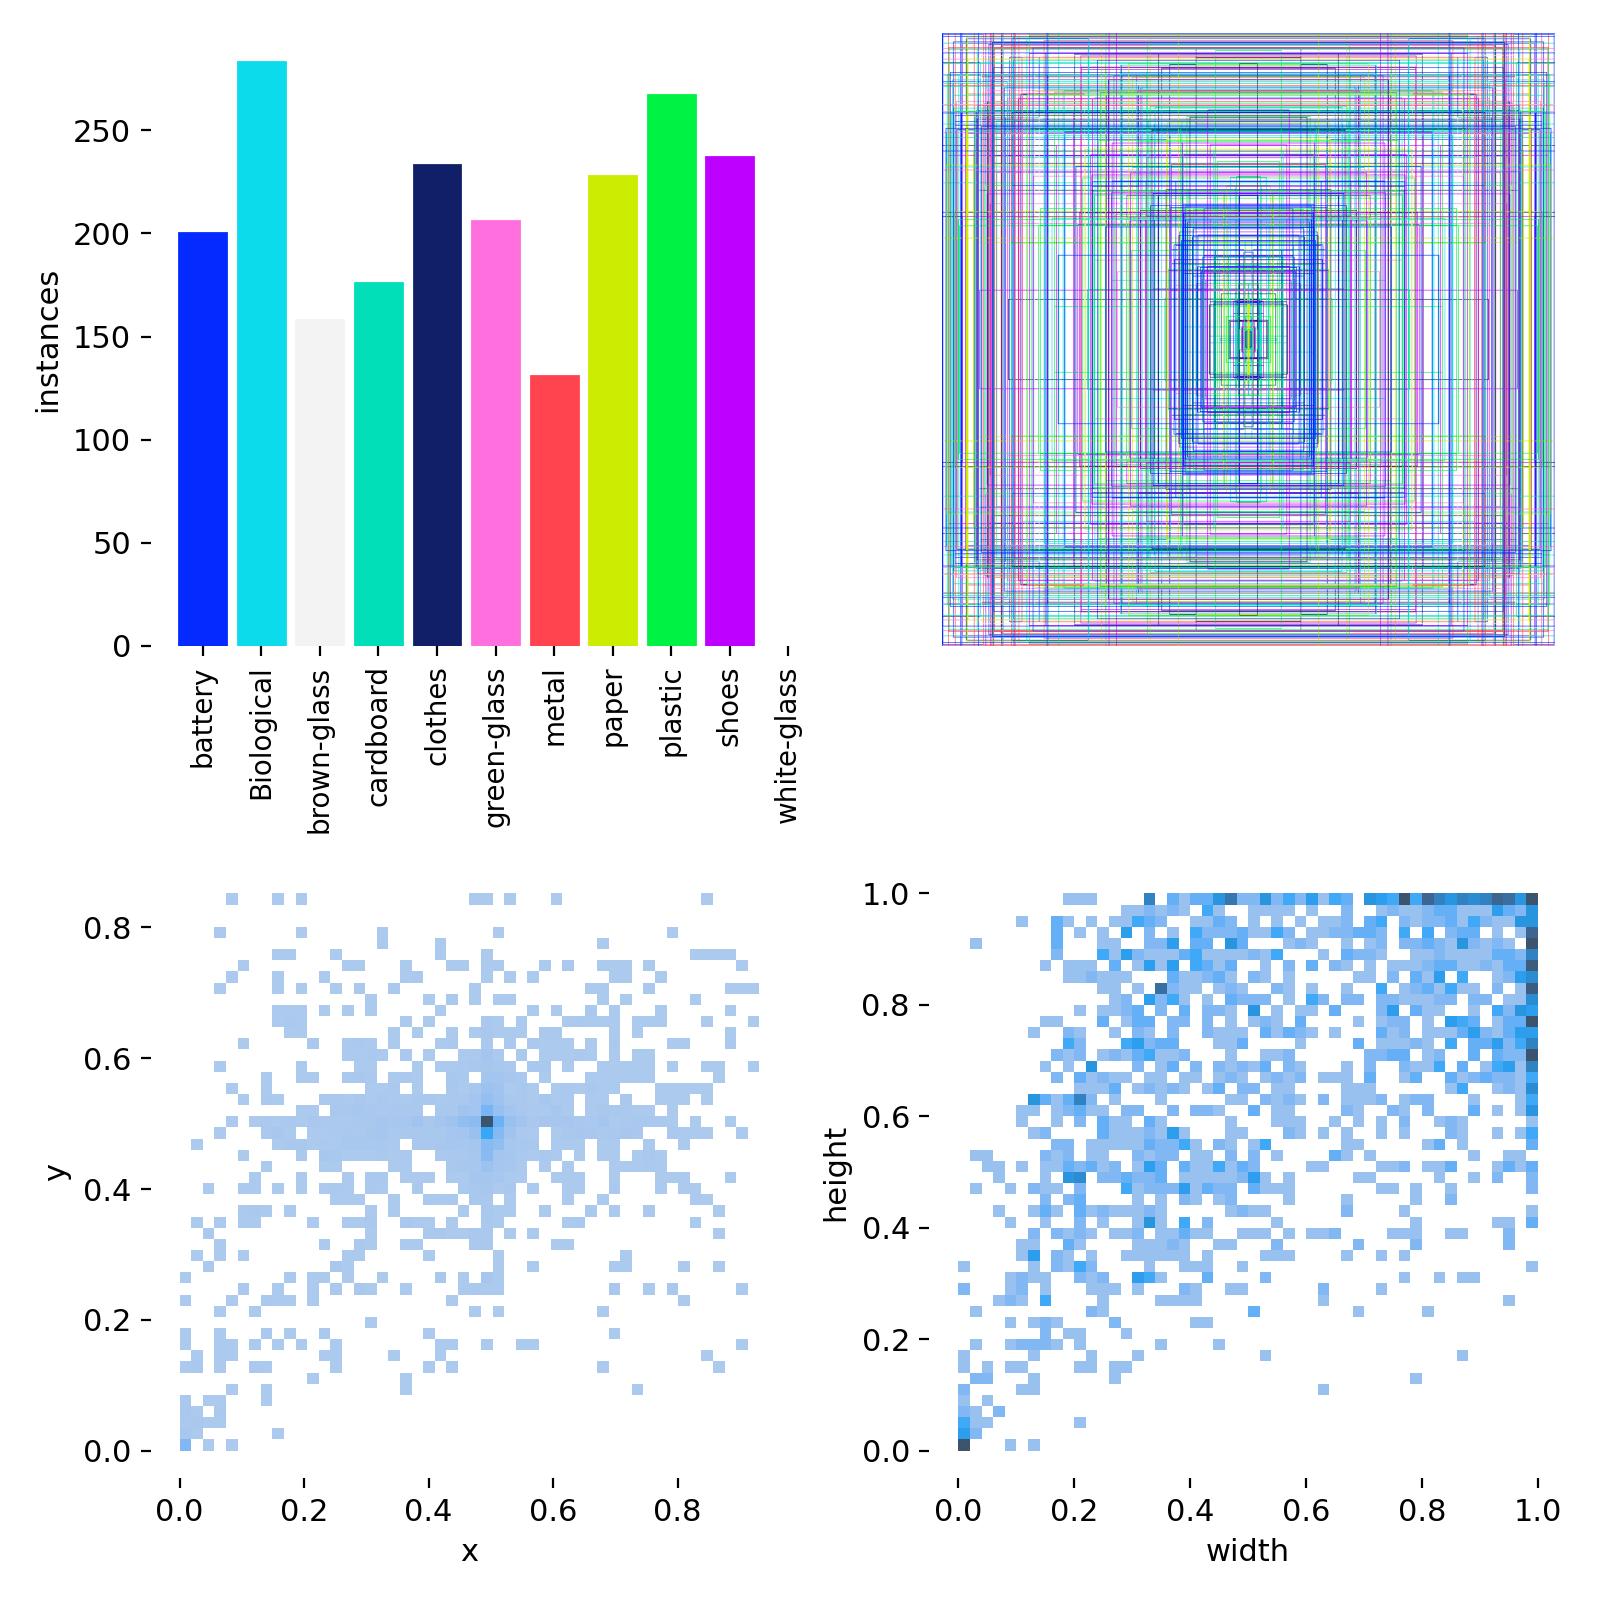 250
200
150
100
50
0
instances
battery
Biological
brown-glass
cardboard
clothes
green-glass
metal
paper
plastic
shoes
white-glass
0.8
0.6
0.4
0.2
0.0
y
0.0 0.2 0.4 0.6 0.8
x
1.0
0.8
0.6
0.4
0.2
0.0
height
0.0 0.2 0.4 0.6 0.8 1.0
width